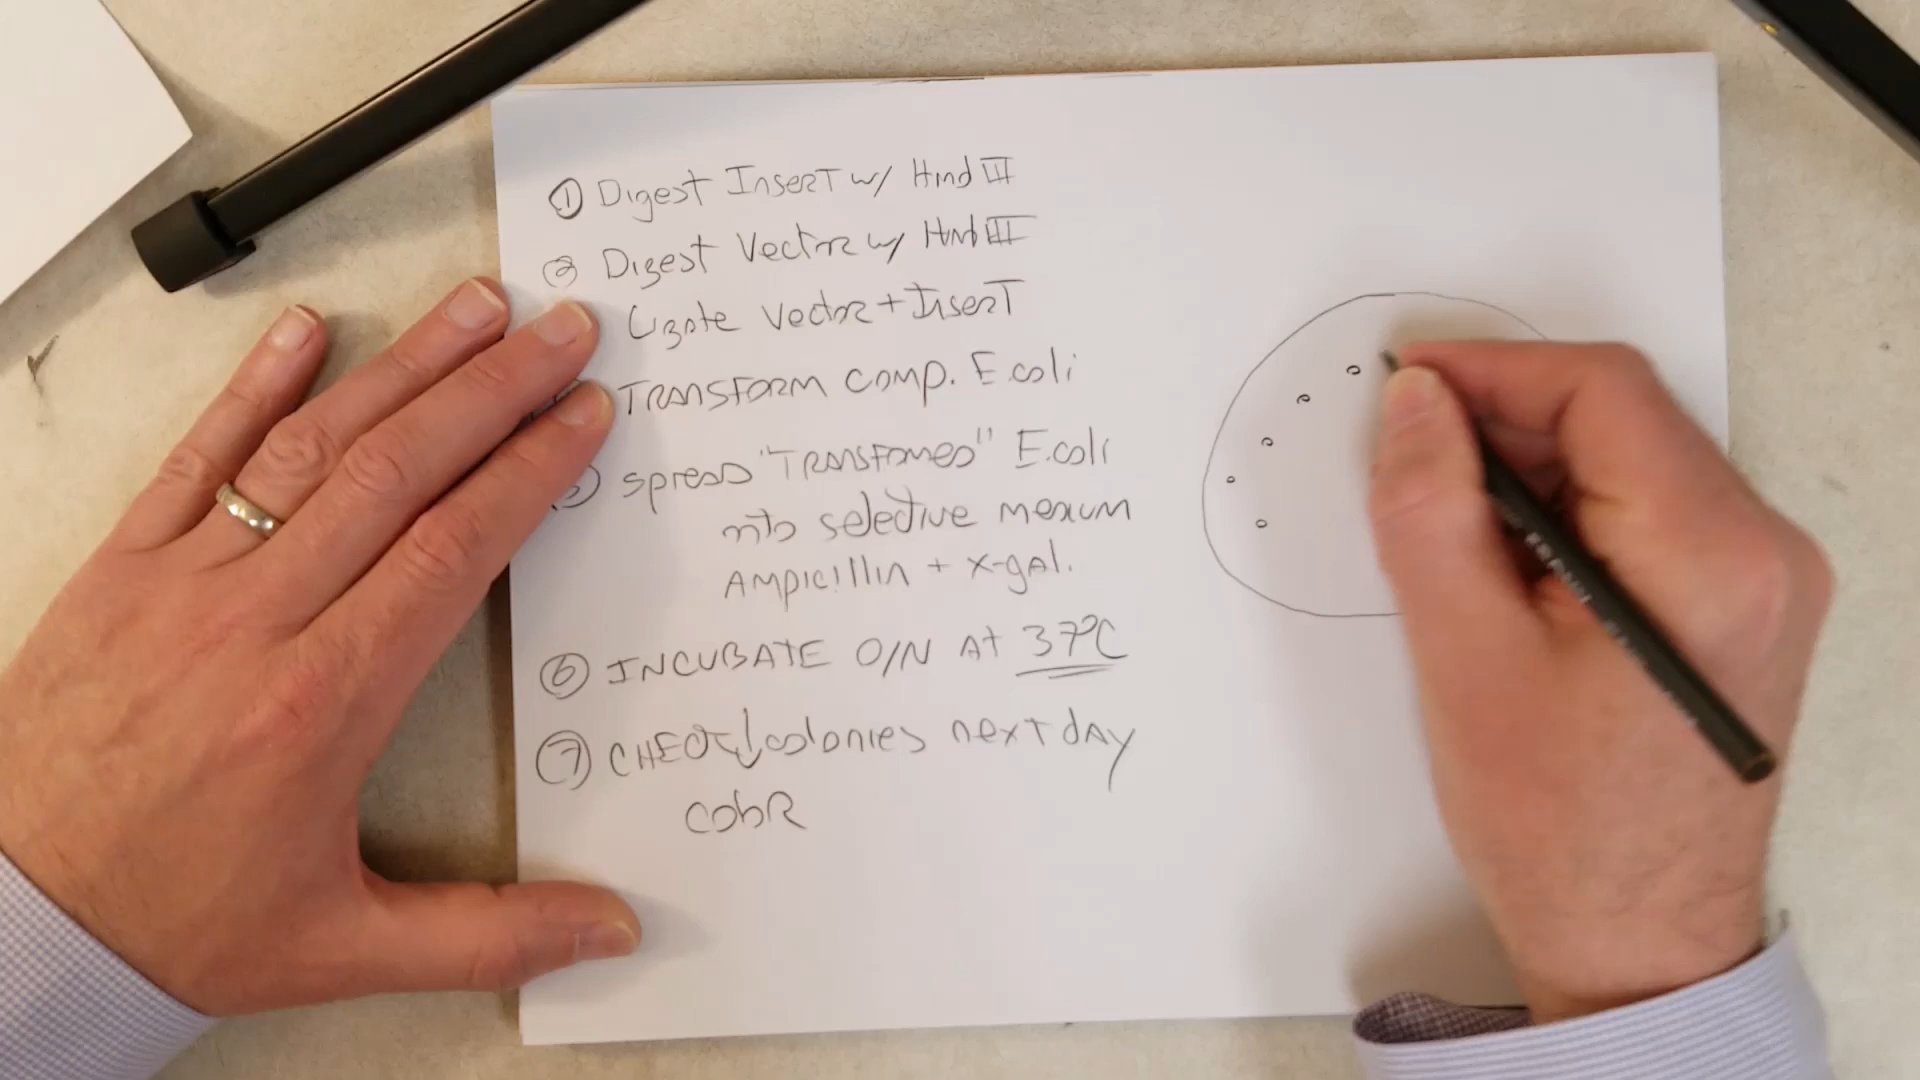 ① Digest Insert w/ Hind III
② Digest Vector w/ Hind III
Ligate Vector + Insert
TRANSFORM comp. E.coli
spread "TRANSFORMED" E.coli
into selective medium
Ampicillin + x-gal.
⑥ INCUBATE O/N At 37°C
⑦ CHECK colonies next day
color